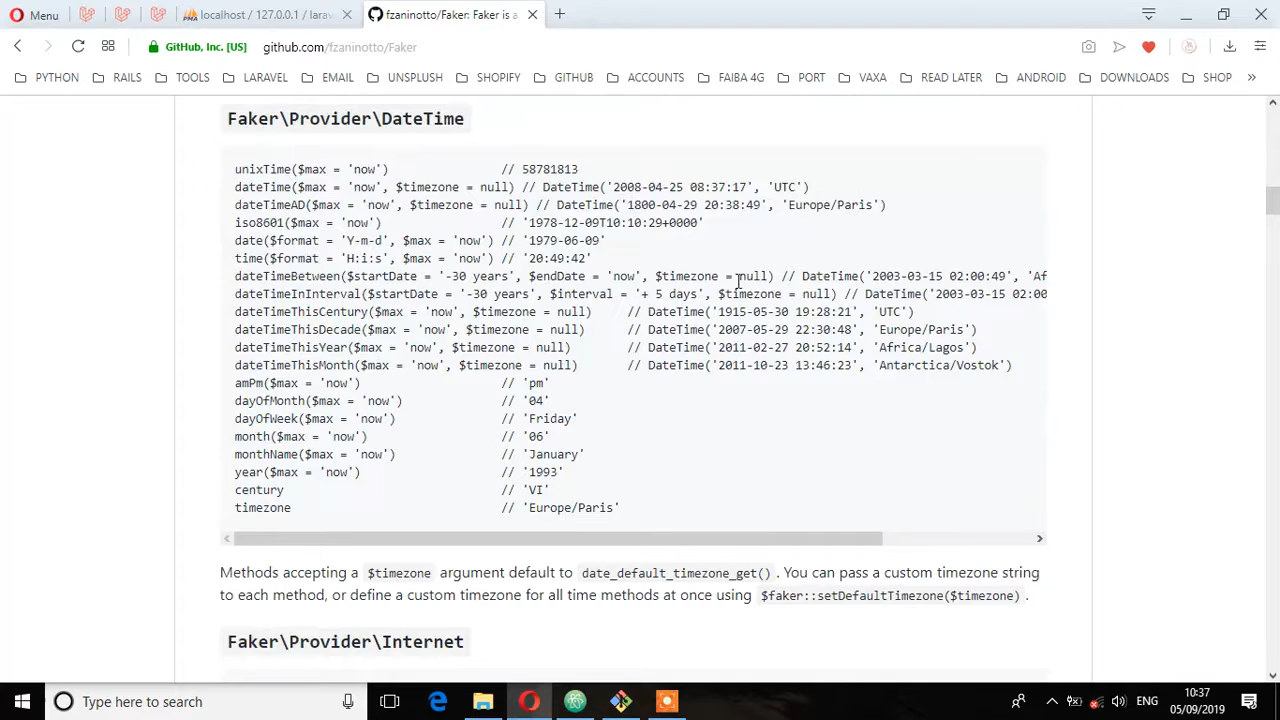 Menu
localhost / 127.0.0.1 / larav
fzaninotto/Faker: Faker is a
GitHub, Inc. [US]
github.com/fzaninotto/Faker
PYTHON RAILS TOOLS LARAVEL EMAIL UNSPLUSH SHOPIFY GITHUB ACCOUNTS FAIBA 4G PORT VAXA READ LATER ANDROID DOWNLOADS SHOP »
Faker\Provider\DateTime
unixTime($max = 'now') // 58781813
dateTime($max = 'now', $timezone = null) // DateTime('2008-04-25 08:37:17', 'UTC')
dateTimeAD($max = 'now', $timezone = null) // DateTime('1800-04-29 20:38:49', 'Europe/Paris')
iso8601($max = 'now') // '1978-12-09T10:10:29+0000'
date($format = 'Y-m-d', $max = 'now') // '1979-06-09'
time($format = 'H:i:s', $max = 'now') // '20:49:42'
dateTimeBetween($startDate = '-30 years', $endDate = 'now', $timezone = null) // DateTime('2003-03-15 02:00:49', 'Af
dateTimeInInterval($startDate = '-30 years', $interval = '+ 5 days', $timezone = null) // DateTime('2003-03-15 02:00
dateTimeThisCentury($max = 'now', $timezone = null) // DateTime('1915-05-30 19:28:21', 'UTC')
dateTimeThisDecade($max = 'now', $timezone = null) // DateTime('2007-05-29 22:30:48', 'Europe/Paris')
dateTimeThisYear($max = 'now', $timezone = null) // DateTime('2011-02-27 20:52:14', 'Africa/Lagos')
dateTimeThisMonth($max = 'now', $timezone = null) // DateTime('2011-10-23 13:46:23', 'Antarctica/Vostok')
amPm($max = 'now') // 'pm'
dayOfMonth($max = 'now') // '04'
dayOfWeek($max = 'now') // 'Friday'
month($max = 'now') // '06'
monthName($max = 'now') // 'January'
year($max = 'now') // '1993'
century // 'VI'
timezone // 'Europe/Paris'
Methods accepting a $timezone argument default to date_default_timezone_get() . You can pass a custom timezone string
to each method, or define a custom timezone for all time methods at once using $faker::setDefaultTimezone($timezone) .
Faker\Provider\Internet
Type here to search
ENG
10:37
05/09/2019